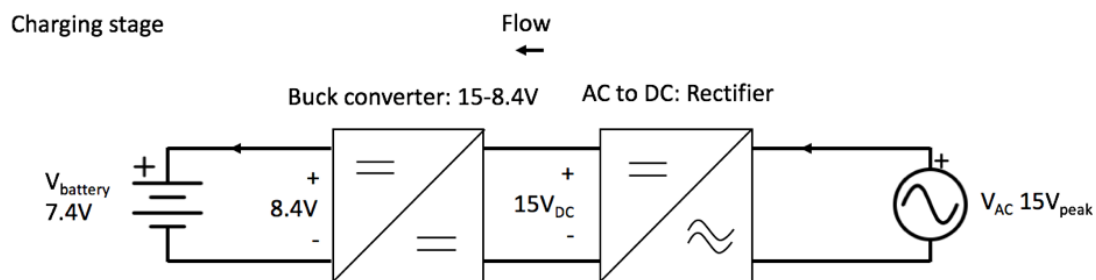 Charging stage
Flow
Buck converter: 15-8.4V
AC to DC: Rectifier
+
V_battery
7.4V
+
8.4V
-
+
15V_DC
-
+
V_AC 15V_peak